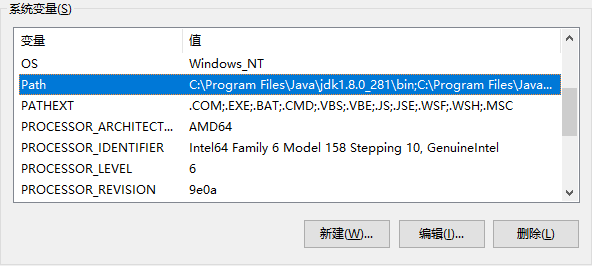 系统变量(S)
变量 值
OS Windows_NT
Path C:\Program Files\Java\jdk1.8.0_281\bin;C:\Program Files\Java...
PATHEXT .COM;.EXE;.BAT;.CMD;.VBS;.VBE;.JS;.JSE;.WSF;.WSH;.MSC
PROCESSOR_ARCHITECT... AMD64
PROCESSOR_IDENTIFIER Intel64 Family 6 Model 158 Stepping 10, GenuineIntel
PROCESSOR_LEVEL 6
PROCESSOR_REVISION 9e0a
新建(W)... 编辑(I)... 删除(L)